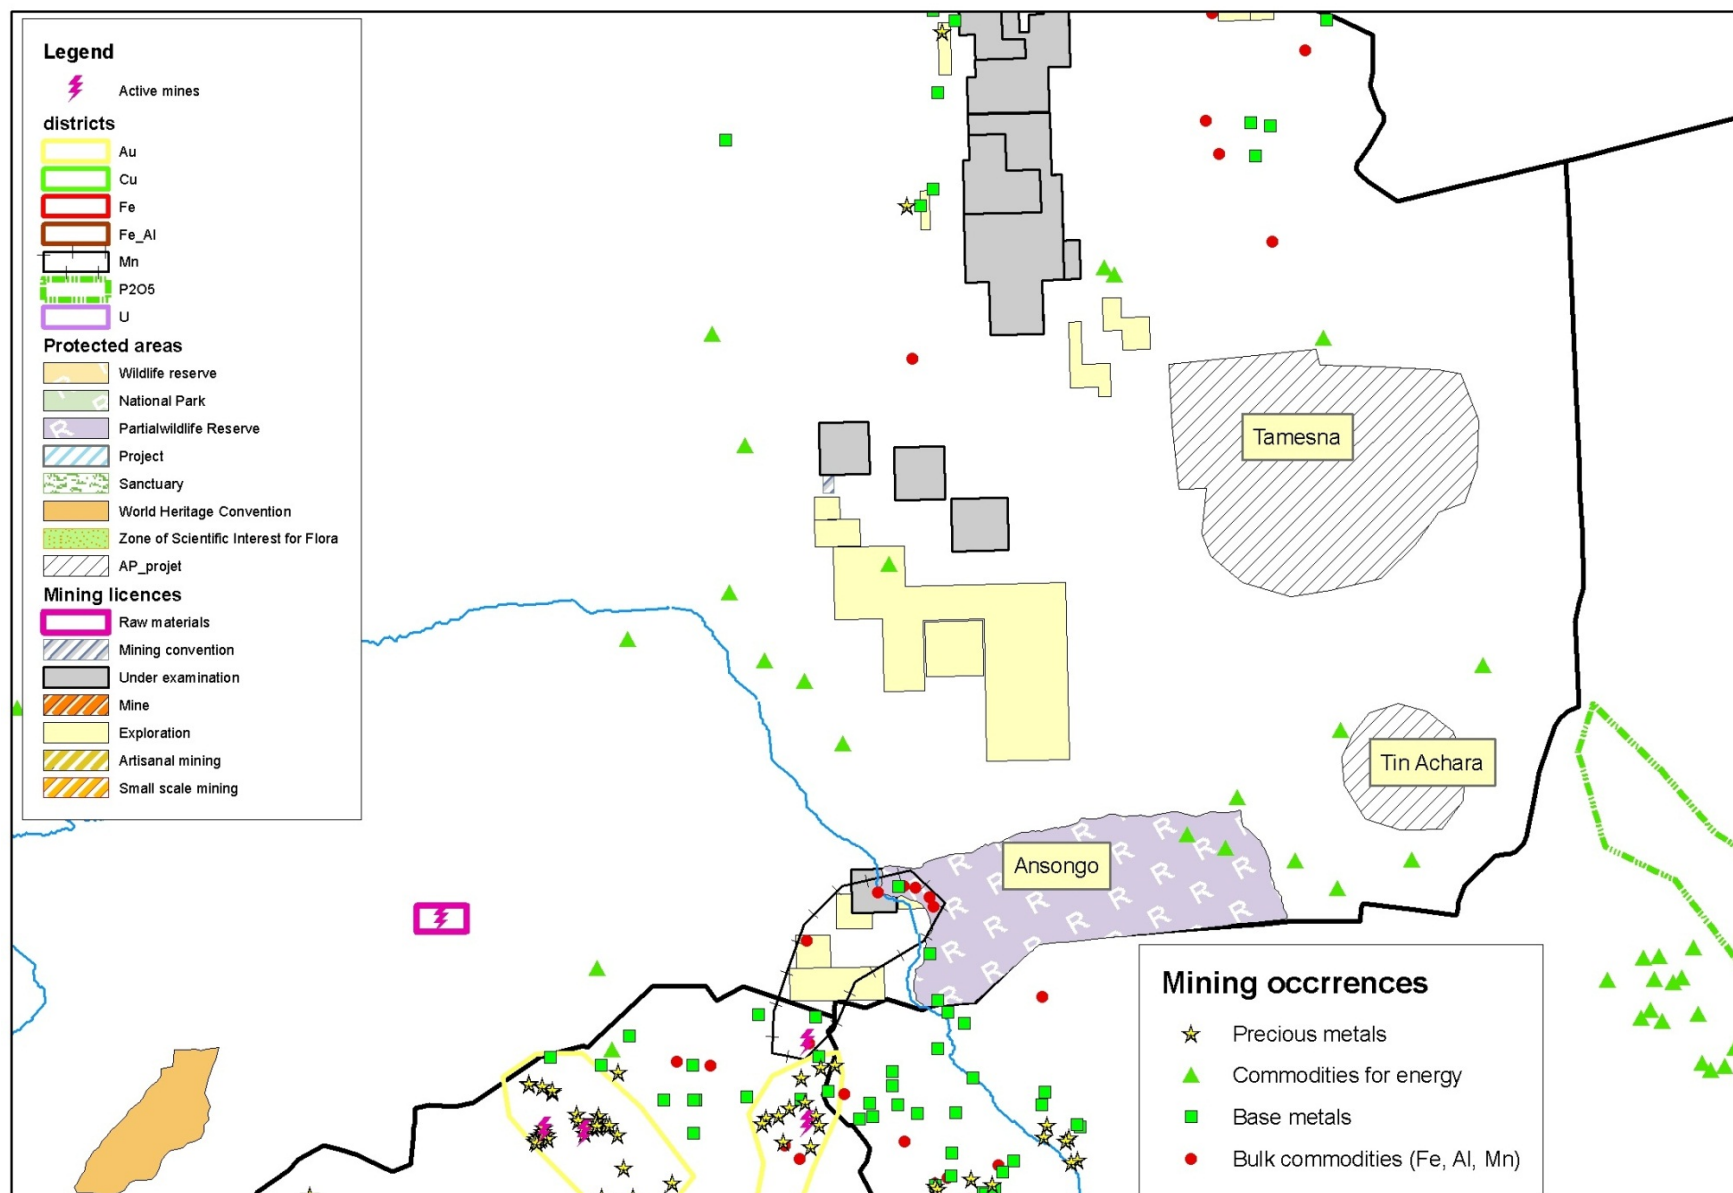 Legend
Active mines
districts
Au
Cu
Fe
Fe_Al
Mn
P2O5
U
Protected areas
Wildlife reserve
National Park
Partialwildlife Reserve
Project
Sanctuary
World Heritage Convention
Zone of Scientific Interest for Flora
AP_projet
Mining licences
Raw materials
Mining convention
Under examination
Mine
Exploration
Artisanal mining
Small scale mining
Tamesna
Tin Achara
Ansongo
Mining occrrences
Precious metals
Commodities for energy
Base metals
Bulk commodities (Fe, Al, Mn)